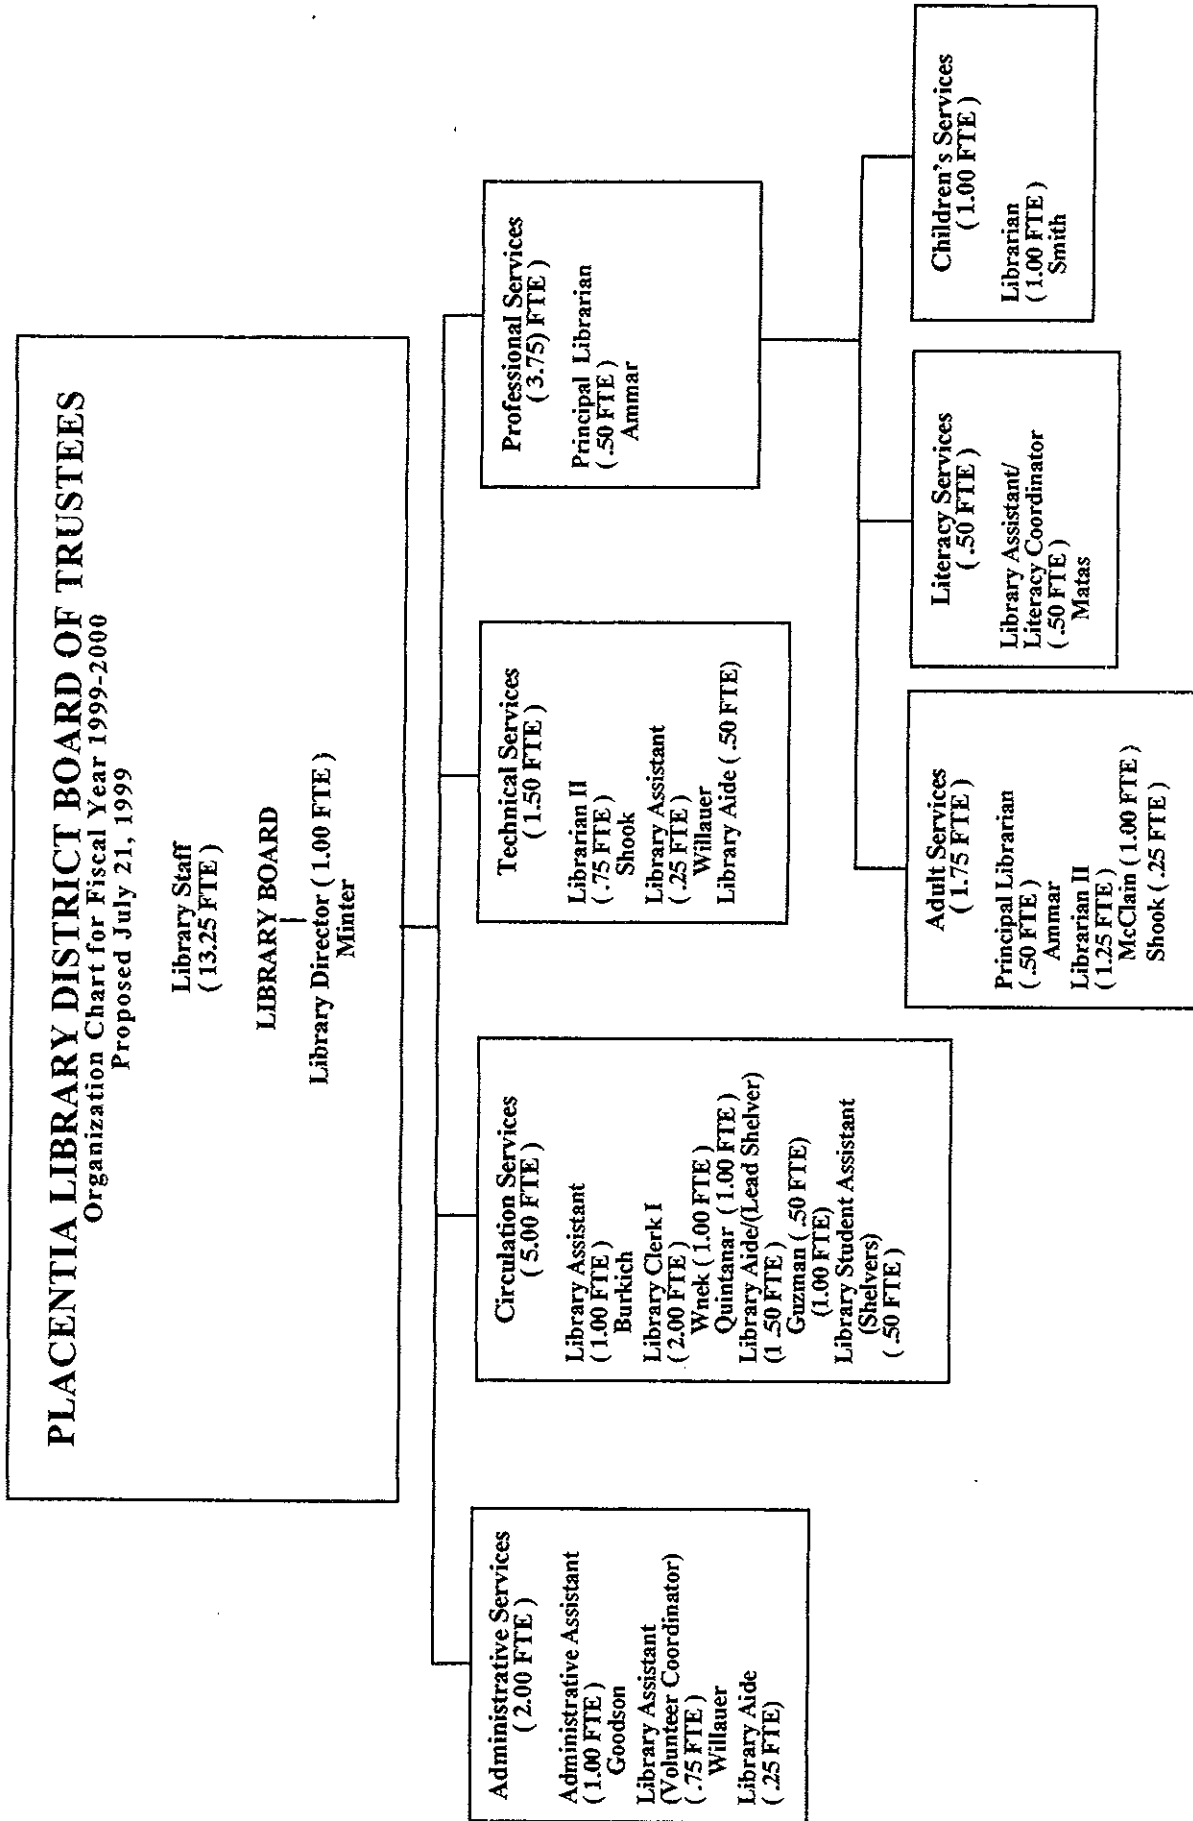 PLACENTIA LIBRARY DISTRICT BOARD OF TRUSTEES
Organization Chart for Fiscal Year 1999-2000
Proposed July 21, 1999
Library Staff
( 13.25 FTE )
LIBRARY BOARD
Library Director ( 1.00 FTE )
Minter
Administrative Services
( 2.00 FTE )
Administrative Assistant
( 1.00 FTE )
Goodson
Library Assistant
(Volunteer Coordinator)
( .75 FTE )
Willauer
Library Aide
( .25 FTE)
Circulation Services
( 5.00 FTE )
Library Assistant
( 1.00 FTE )
Burkich
Library Clerk I
( 2.00 FTE )
Wnek ( 1.00 FTE )
Quintanar ( 1.00 FTE )
Library Aide/(Lead Shelver)
(1 .50 FTE )
Guzman ( .50 FTE)
(1.00 FTE)
Library Student Assistant
(Shelvers)
( .50 FTE )
Technical Services
( 1.50 FTE )
Librarian II
( .75 FTE )
Shook
Library Assistant
( .25 FTE )
Willauer
Library Aide ( .50 FTE)
Professional Services
( 3.75) FTE )
Principal Librarian
( .50 FTE )
Ammar
Adult Services
( 1.75 FTE )
Principal Librarian
( .50 FTE )
Ammar
Librarian II
( 1.25 FTE )
McClain ( 1.00 FTE )
Shook ( .25 FTE )
Literacy Services
( .50 FTE )
Library Assistant/
Literacy Coordinator
( .50 FTE )
Matas
Children's Services
( 1.00 FTE )
Librarian
( 1.00 FTE )
Smith